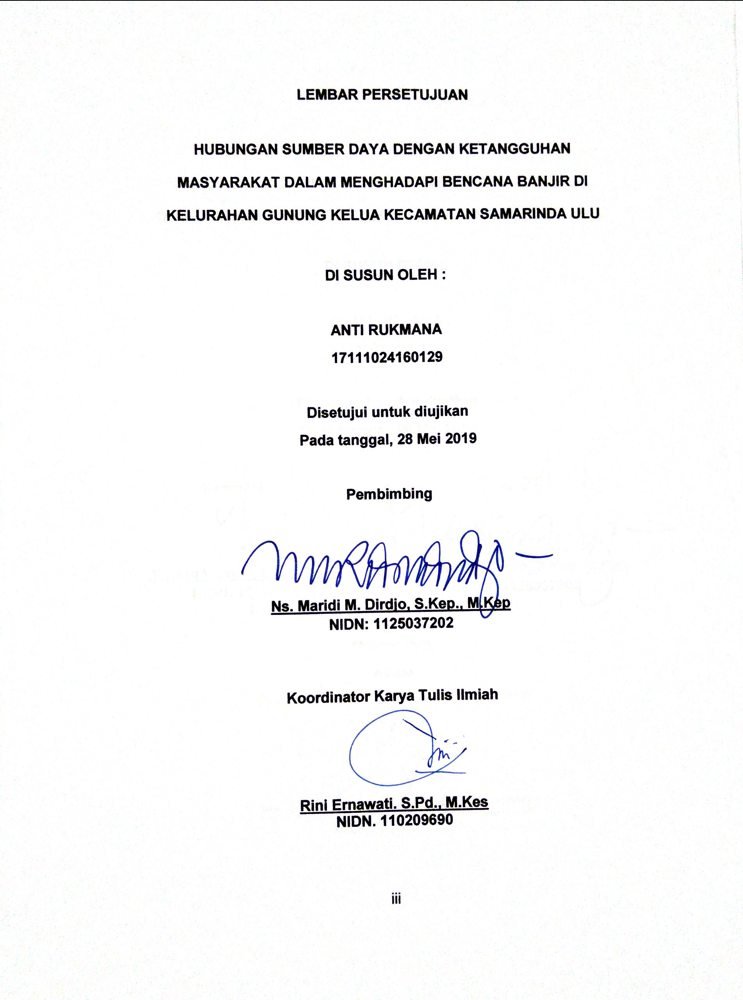 LEMBAR PERSETUJUAN
HUBUNGAN SUMBER DAYA DENGAN KETANGGUHAN
MASYARAKAT DALAM MENGHADAPI BENCANA BANJIR DI
KELURAHAN GUNUNG KELUA KECAMATAN SAMARINDA ULU
DI SUSUN OLEH :
ANTI RUKMANA
17111024160129
Disetujui untuk diujikan
Pada tanggal, 28 Mei 2019
Pembimbing
Ns. Maridi M. Dirdjo, S.Kep., M.Kep
NIDN: 1125037202
Koordinator Karya Tulis Ilmiah
Rini Ernawati. S.Pd., M.Kes
NIDN. 110209690
iii